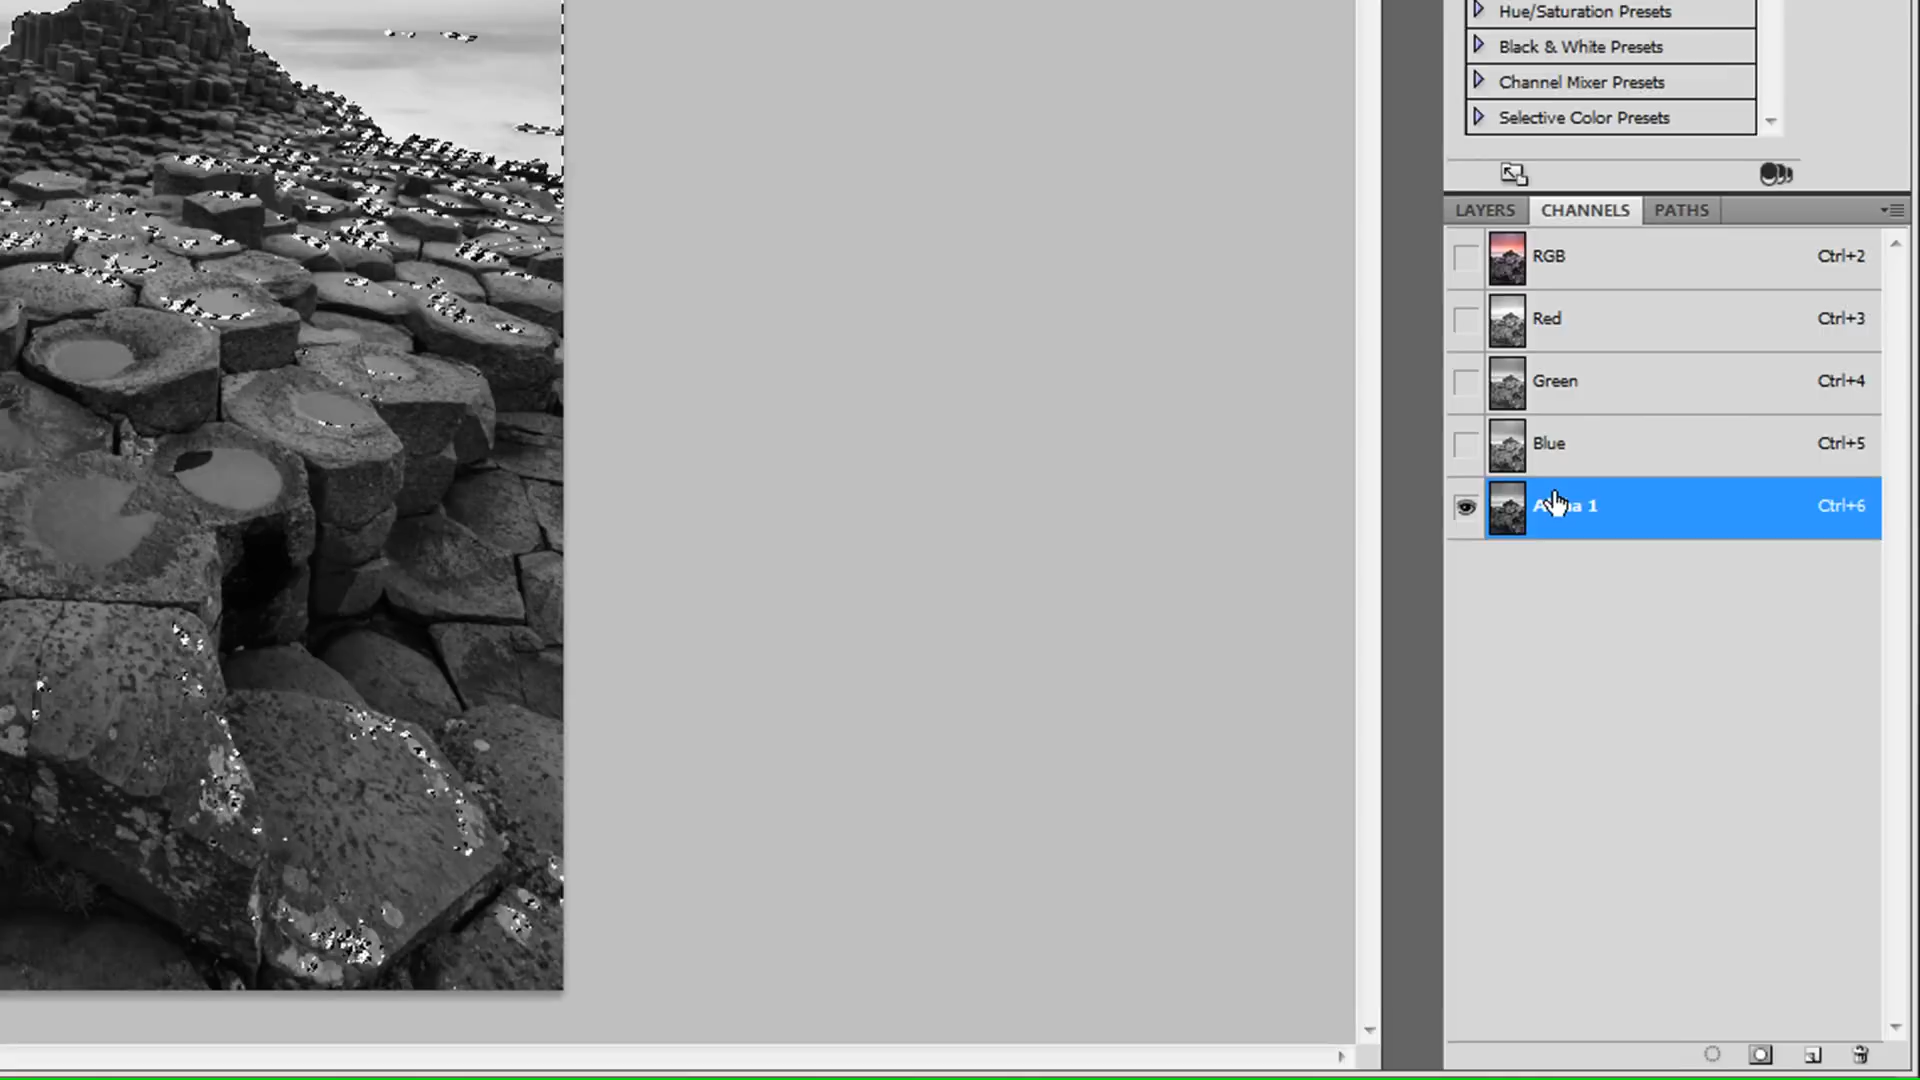 Hue/Saturation Presets
Black & White Presets
Channel Mixer Presets
Selective Color Presets
LAYERS CHANNELS PATHS
RGB Ctrl+2
Red Ctrl+3
Green Ctrl+4
Blue Ctrl+5
1 Ctrl+6